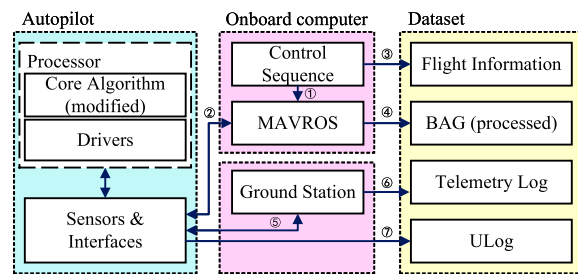 Autopilot
Onboard computer
Dataset
Processor
Core Algorithm
(modified)
Drivers
Sensors &
Interfaces
Control
Sequence
①
MAVROS
②
Ground Station
⑤
③
④
⑥
⑦
Flight Information
BAG (processed)
Telemetry Log
ULog